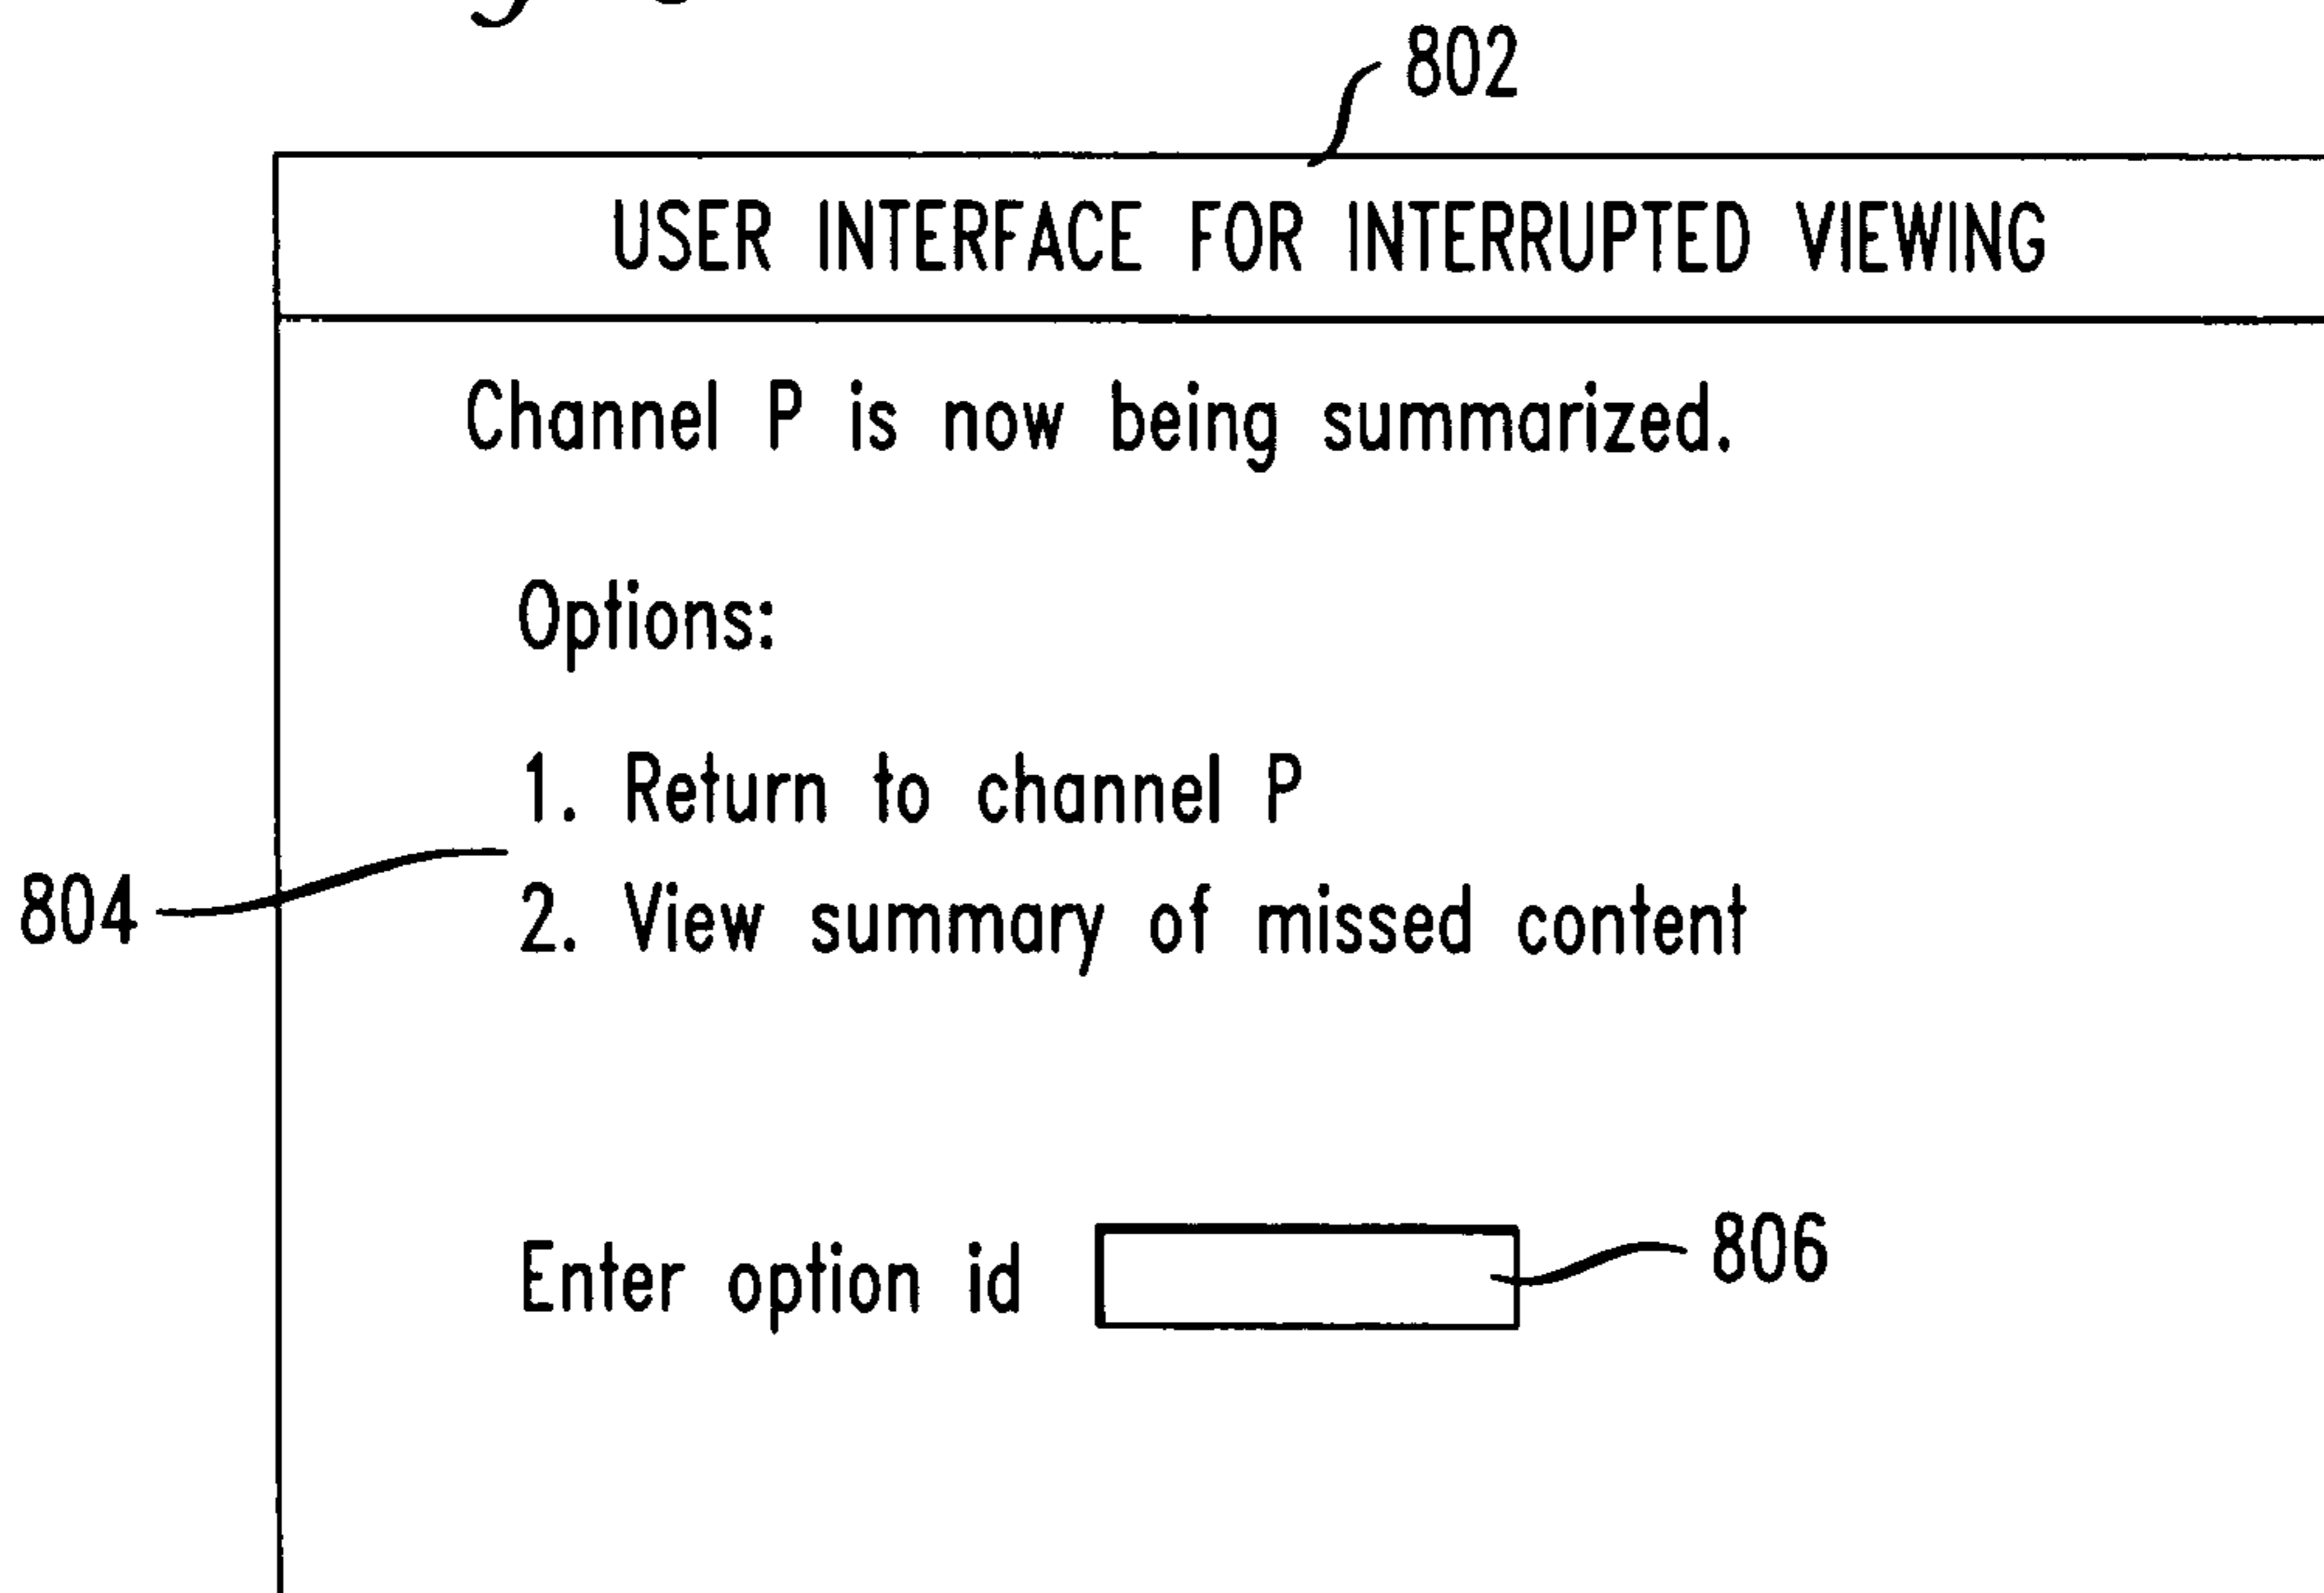 802
USER INTERFACE FOR INTERRUPTED VIEWING
Channel P is now being summarized.
Options:
1. Return to channel P
804
2. View summary of missed content
Enter option id
806